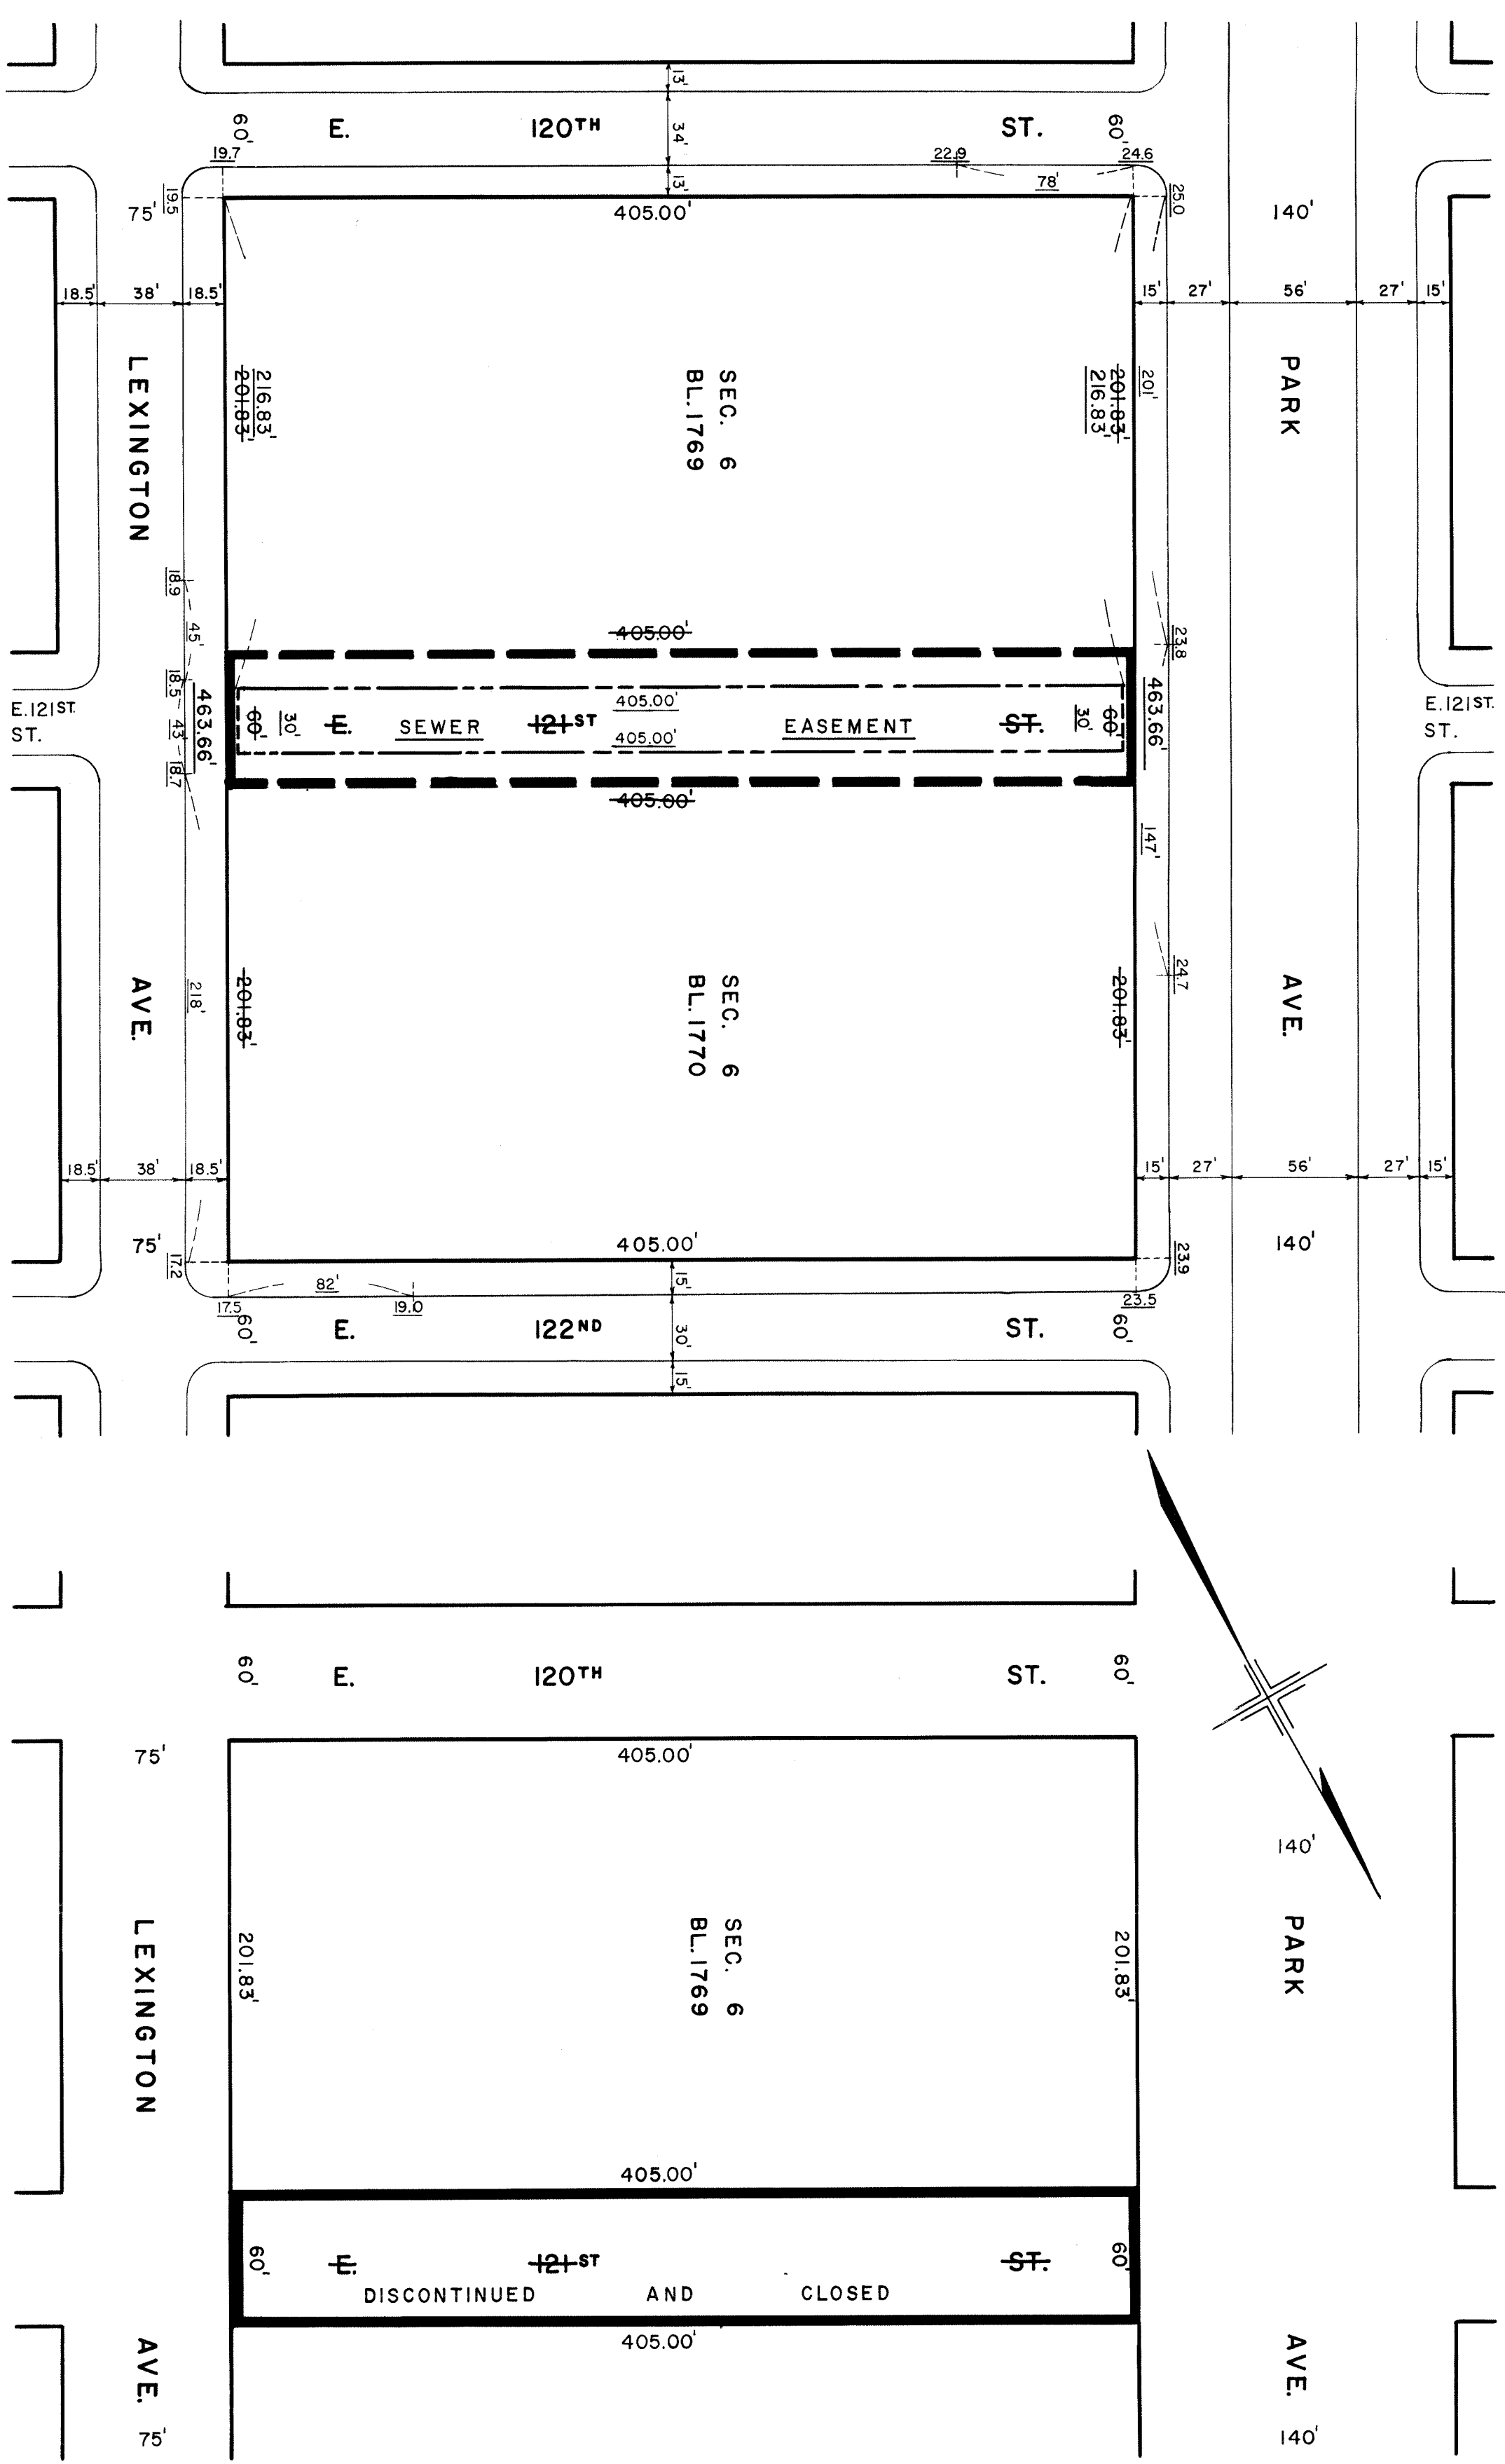 13'
34'
13'
60'
E. 120TH ST.
60'
19.7
22.9
24.6
78'
19.5
25.0
75'
405.00'
140'
18.5' 38' 18.5'
15' 27' 56' 27' 15'
LEXINGTON
216.83'
201.83'
SEC. 6
BL. 1769
201.83'
216.83'
201'
PARK
18.9
45'
18.5
43'
18.7
463.66'
405.00'
23.8
463.66'
E. 121ST.
ST.
405.00'
60'
30'
E. SEWER 121ST EASEMENT ST.
30'
60'
405.00'
E. 121ST.
ST.
405.00'
147'
24.7
AVE.
218'
201.83'
SEC. 6
BL. 1770
201.83'
AVE.
18.5' 38' 18.5'
15' 27' 56' 27' 15'
75'
17.2
405.00'
23.9
140'
82'
15'
17.5
19.0
23.5
60'
E. 122ND ST.
60'
30'
15'
60'
E. 120TH ST.
60'
75'
405.00'
140'
LEXINGTON
201.83'
SEC. 6
BL. 1769
201.83'
PARK
405.00'
60'
E. 121ST ST.
60'
DISCONTINUED AND CLOSED
405.00'
AVE.
AVE.
75'
140'